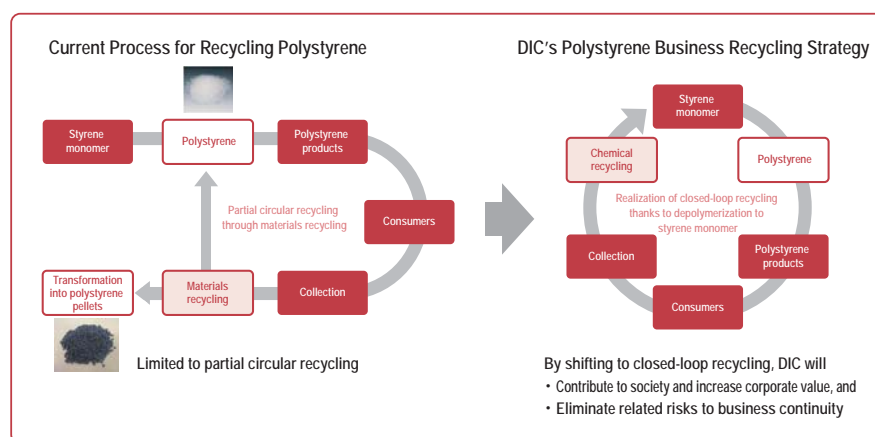 Current Process for Recycling Polystyrene
Styrene
monomer
Polystyrene
Polystyrene
products
Consumers
Partial circular recycling
through materials recycling
Transformation
into polystyrene
pellets
Materials
recycling
Collection
Limited to partial circular recycling
DIC's Polystyrene Business Recycling Strategy
Styrene
monomer
Chemical
recycling
Polystyrene
Realization of closed-loop recycling
thanks to depolymerization to
styrene monomer
Collection
Polystyrene
products
Consumers
By shifting to closed-loop recycling, DIC will
• Contribute to society and increase corporate value, and
• Eliminate related risks to business continuity